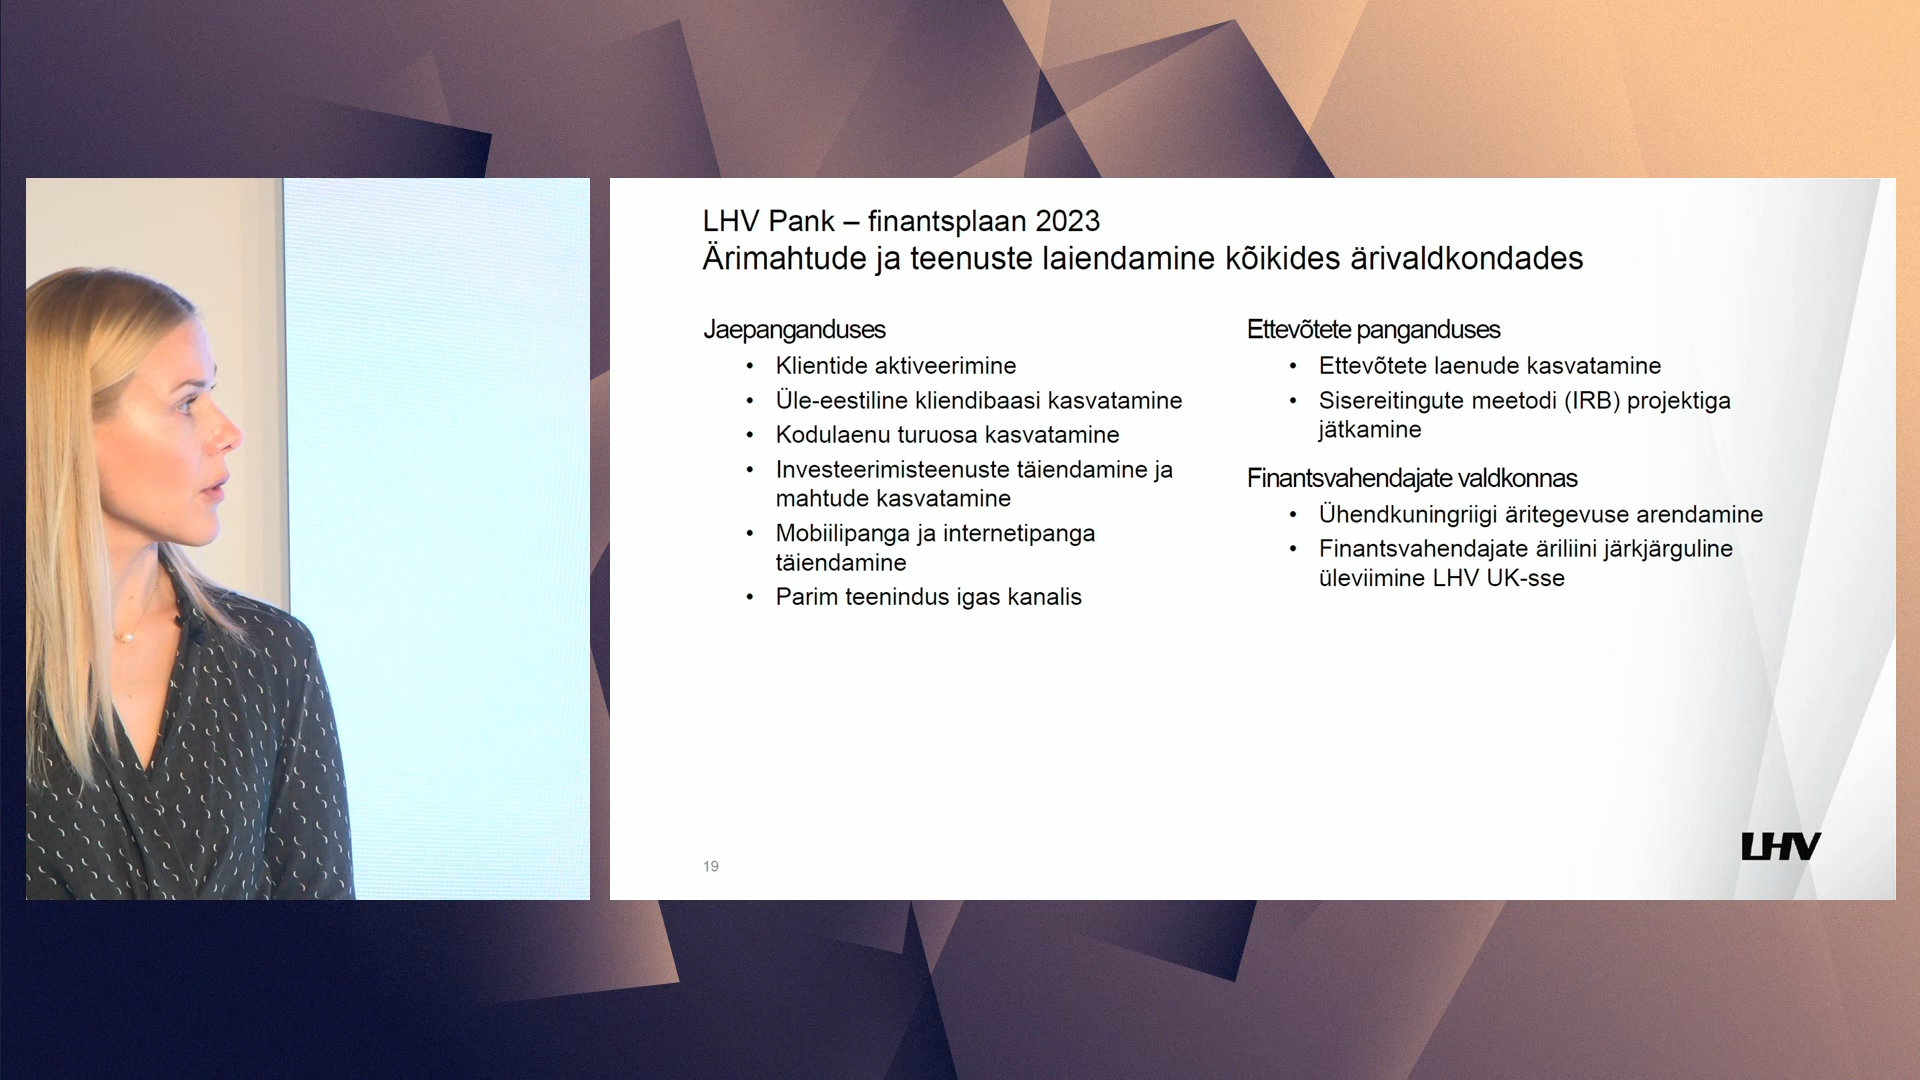 LHV Pank – finantsplaan 2023
Ärimahtude ja teenuste laiendamine kõikides ärivaldkondades
Jaepanganduses
• Klientide aktiveerimine
• Üle-eestiline kliendibaasi kasvatamine
• Kodulaenu turuosa kasvatamine
• Investeerimisteenuste täiendamine ja
mahtude kasvatamine
• Mobiilipanga ja internetipanga
täiendamine
• Parim teenindus igas kanalis
Ettevõtete panganduses
• Ettevõtete laenude kasvatamine
• Sisereitingute meetodi (IRB) projektiga
jätkamine
Finantsvahendajate valdkonnas
• Ühendkuningriigi äritegevuse arendamine
• Finantsvahendajate äriliini järkjärguline
üleviimine LHV UK-sse
19
LHV